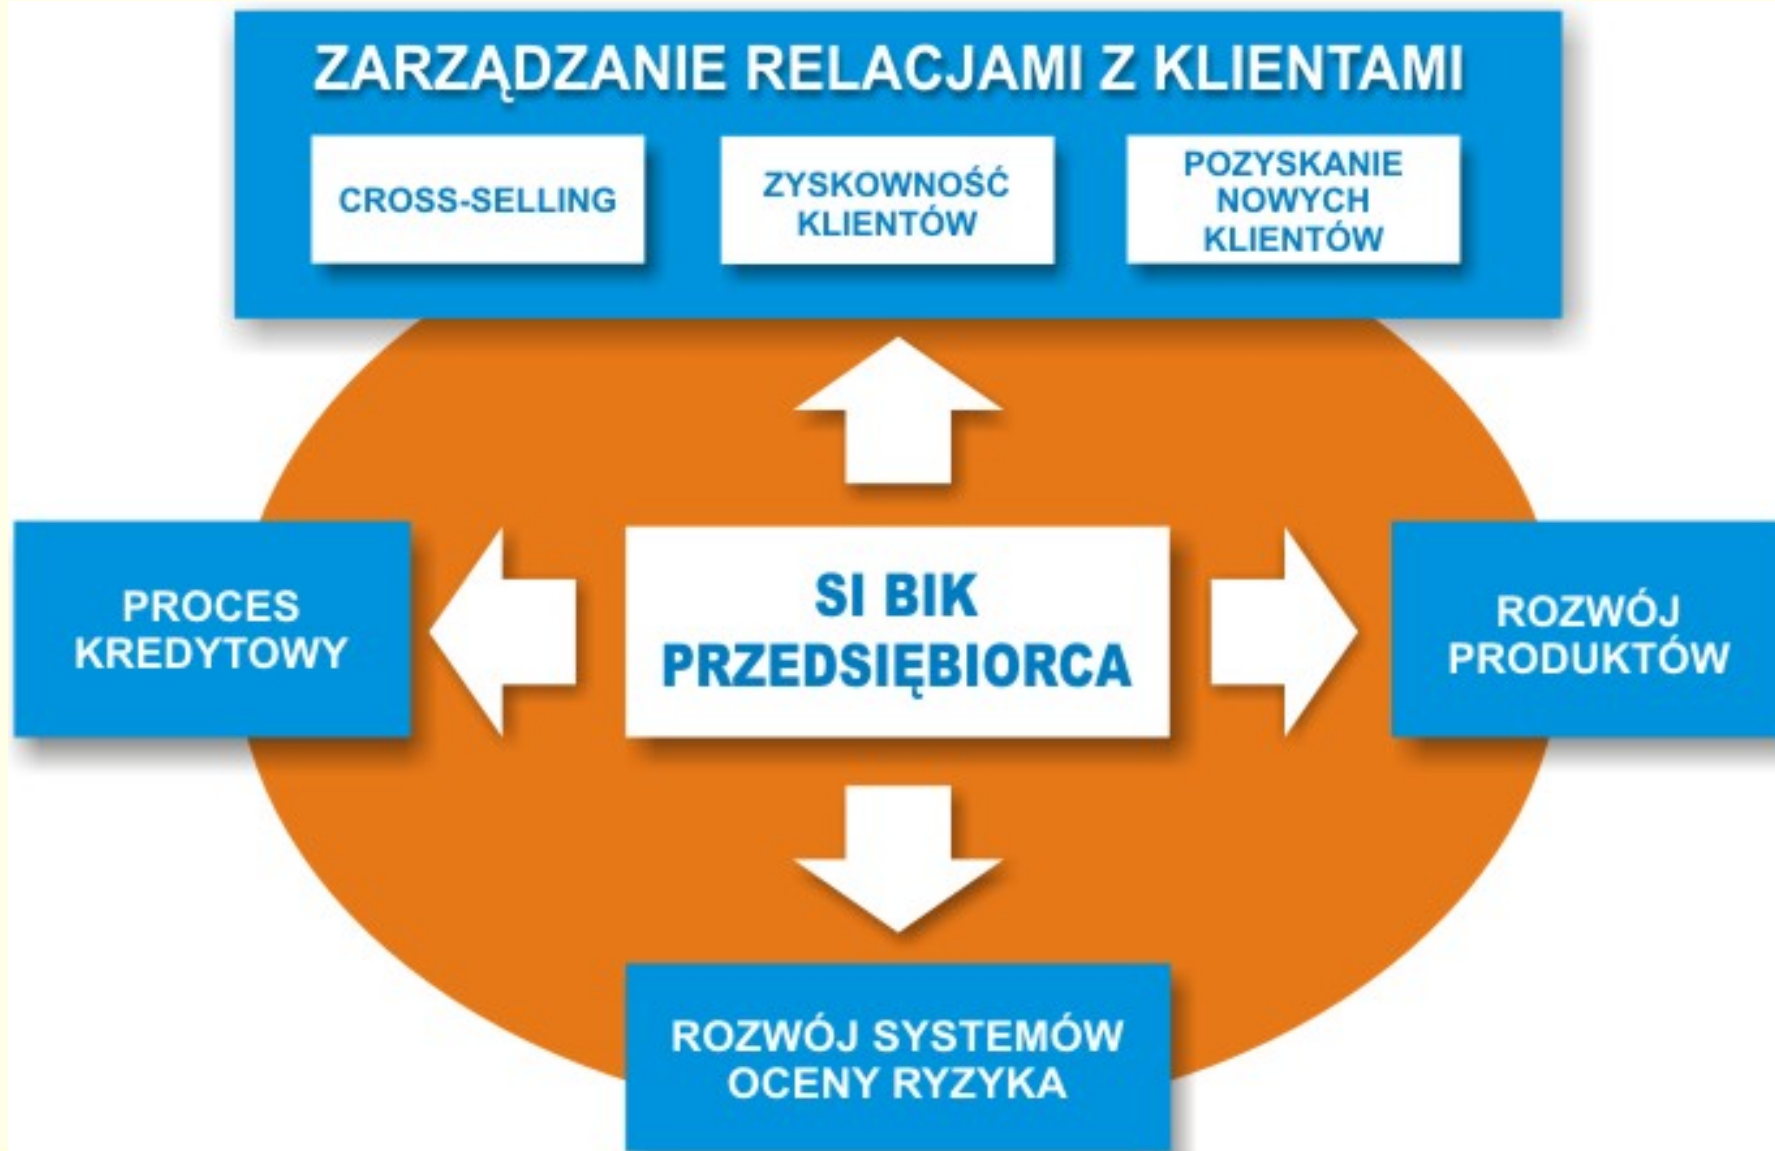 ZARZĄDZANIE RELACJAMI Z KLIENTAMI
CROSS-SELLING
ZYSKOWNOŚĆ
KLIENTÓW
POZYSKANIE
NOWYCH
KLIENTÓW
PROCES
KREDYTOWY
SI BIK
PRZEDSIĘBIORCA
ROZWÓJ
PRODUKTÓW
ROZWÓJ SYSTEMÓW
OCENY RYZYKA